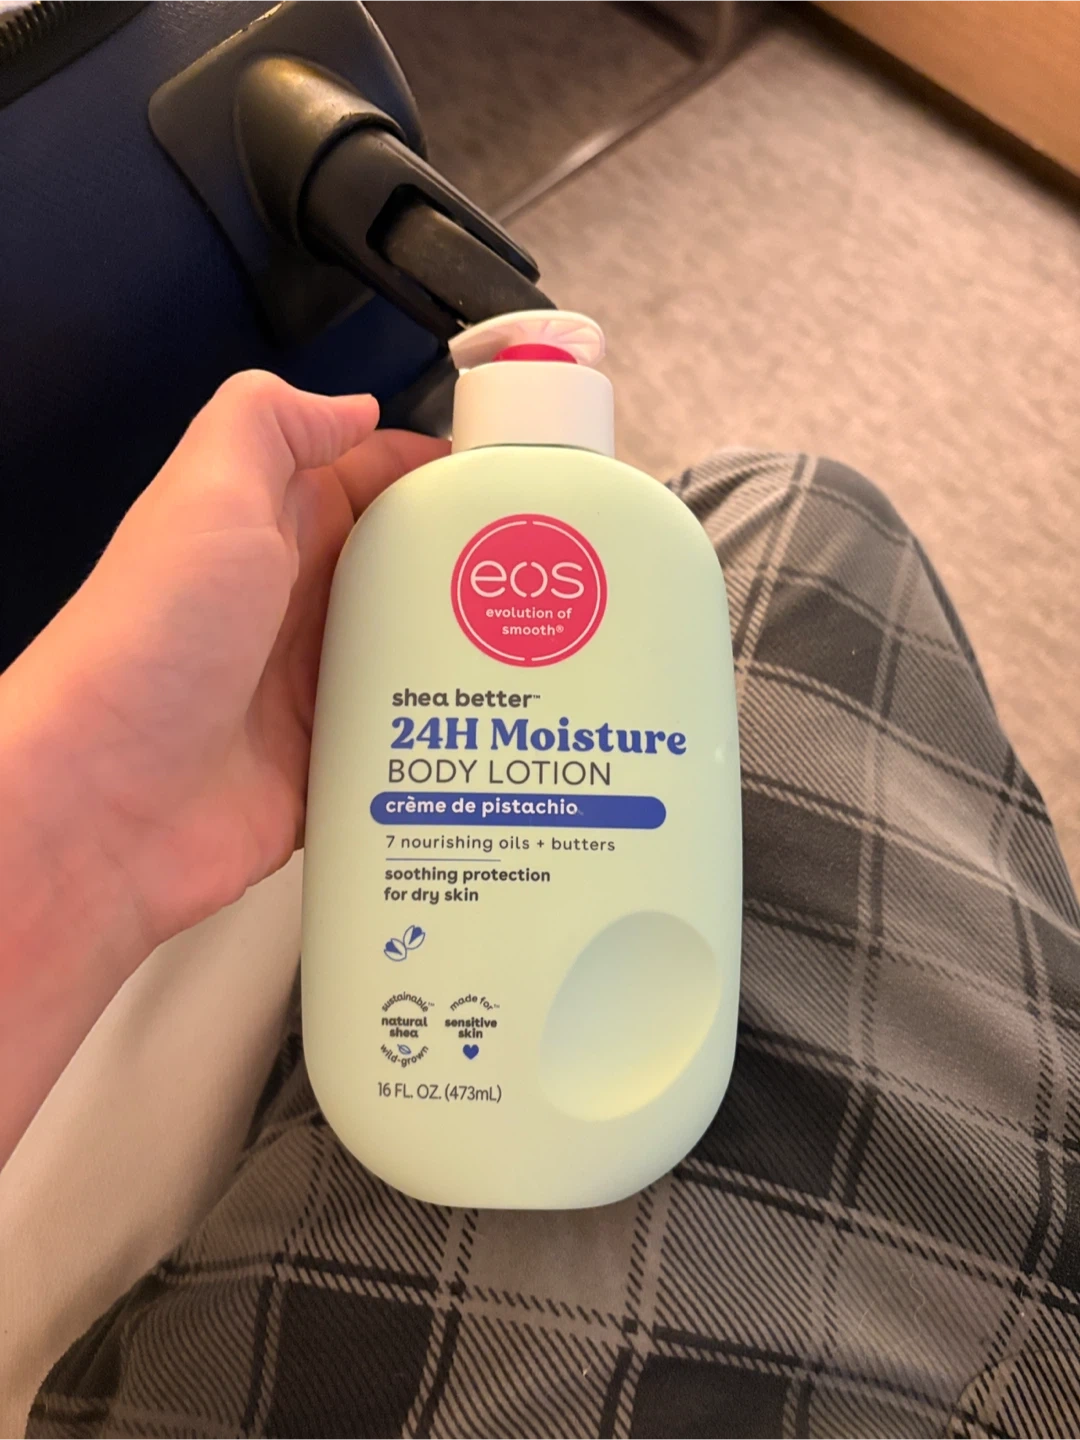 eos
evolution of
smooth®
shea better™
24H Moisture
BODY LOTION
crème de pistachio™
7 nourishing oils + butters
soothing protection
for dry skin
sustainable™
natural
shea
wild-grown
made for™
sensitive
skin
16 FL. OZ. (473mL)